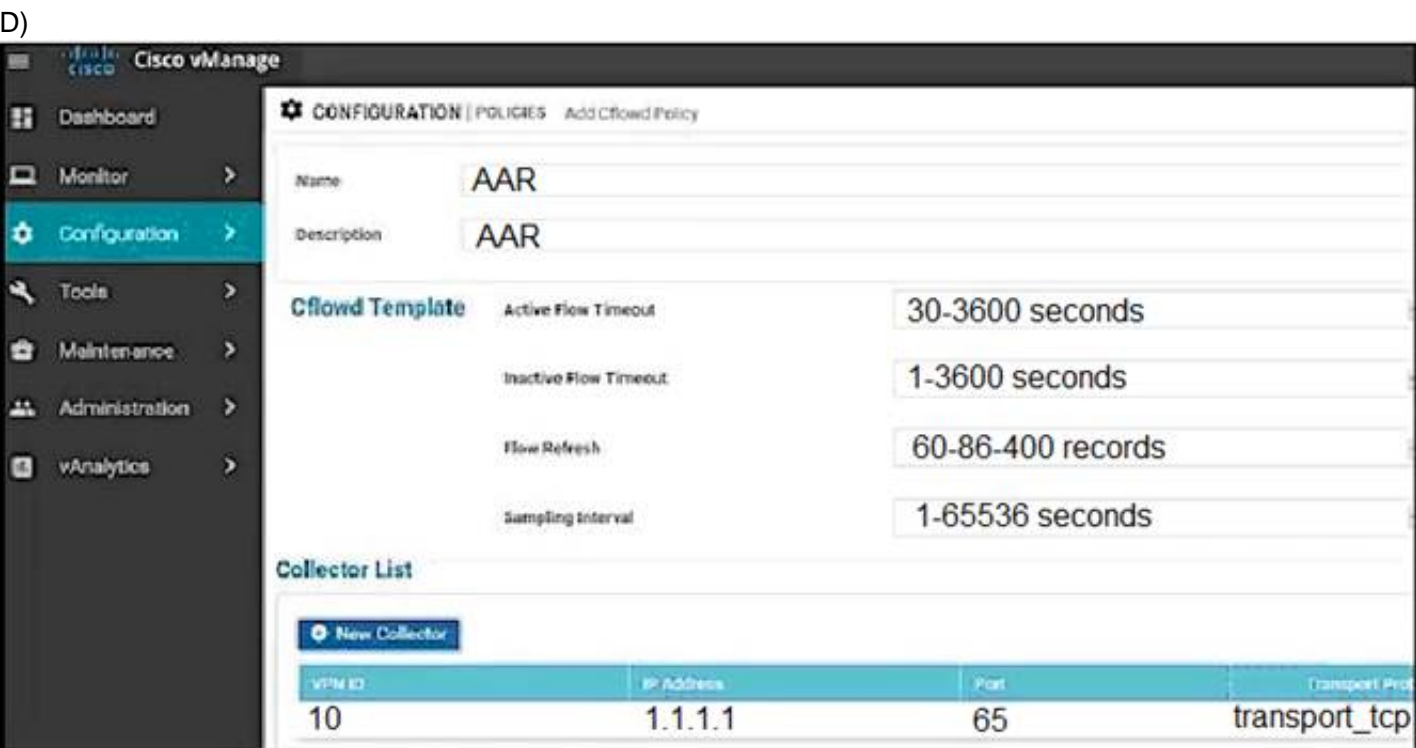 D)
cisco Cisco vManage
Dashboard
CONFIGURATION | POLICIES Add Cflowd Policy
Monitor
Name AAR
Configuration
Description AAR
Tools
Cflowd Template Active Flow Timeout 30-3600 seconds
Maintenance
Inactive Flow Timeout 1-3600 seconds
Administration
Flow Refresh 60-86-400 records
vAnalytics
Sampling Interval 1-65536 seconds
Collector List
New Collector
VPN ID IP Address Port Transport Prot
10 1.1.1.1 65 transport_tcp